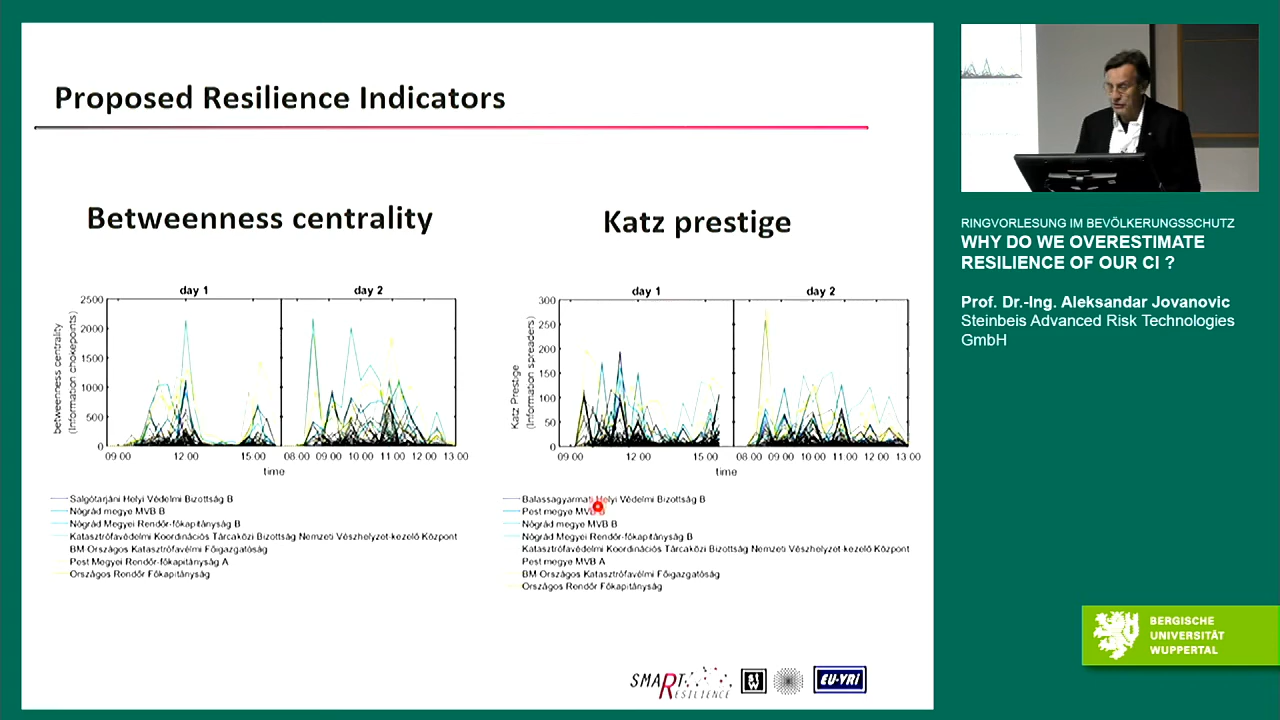 Proposed Resilience Indicators
Betweenness centrality
Katz prestige
day 1
day 2
2500
2000
1500
1000
500
0
betweenness centrality
(Information chokepoints)
09:00
12:00
15:00
08:00
09:00
10:00
11:00
12:00
13:00
time
Salgótarjáni Helyi Védelmi Bizottság B
Nógrád megye MVB B
Nógrád Megyei Rendőr-főkapitányság B
Katasztrófavédelmi Koordinációs Tárcaközi Bizottság Nemzeti Vészhelyzet-kezelő Központ
BM Országos Katasztrófavélmi Főigazgatóság
Pest Megyei Rendőr-főkapitányság A
Országos Rendőr Főkapitányság
day 1
day 2
300
250
200
150
100
50
0
Katz Prestige
(Information spreaders)
09:00
12:00
15:00
08:00
09:00
10:00
11:00
12:00
13:00
time
Balassagyarmati Helyi Védelmi Bizottság B
Pest megye MVB B
Nógrád megye MVB B
Nógrád Megyei Rendőr-főkapitányság B
Katasztrófavédelmi Koordinációs Tárcaközi Bizottság Nemzeti Vészhelyzet-kezelő Központ
Pest megye MVB A
BM Országos Katasztrófavélmi Főigazgatóság
Országos Rendőr Főkapitányság
SMART
RESILIENCE
EU-VRi
RINGVORLESUNG IM BEVÖLKERUNGSSCHUTZ
WHY DO WE OVERESTIMATE
RESILIENCE OF OUR CI ?
Prof. Dr.-Ing. Aleksandar Jovanovic
Steinbeis Advanced Risk Technologies
GmbH
BERGISCHE
UNIVERSITÄT
WUPPERTAL